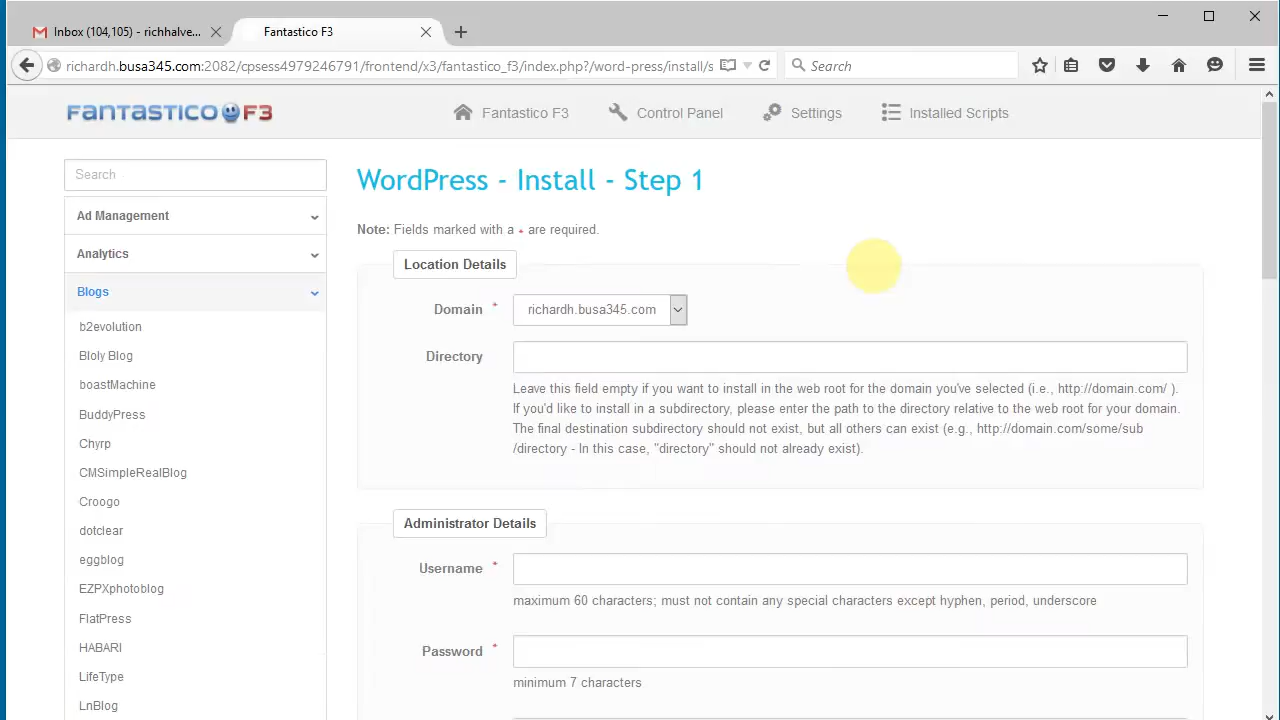 Inbox (104,105) - richhalve...
Fantastico F3
richardh.busa345.com:2082/cpsess4979246791/frontend/x3/fantastico_f3/index.php?/word-press/install/s
Search
FANTASTICO F3
Fantastico F3
Control Panel
Settings
Installed Scripts
Search
Ad Management
Analytics
Blogs
b2evolution
Bloly Blog
boastMachine
BuddyPress
Chyrp
CMSimpleRealBlog
Croogo
dotclear
eggblog
EZPXphotoblog
FlatPress
HABARI
LifeType
LnBlog
WordPress - Install - Step 1
Note: Fields marked with a * are required.
Location Details
Domain *
richardh.busa345.com
Directory
Leave this field empty if you want to install in the web root for the domain you've selected (i.e., http://domain.com/ ).
If you'd like to install in a subdirectory, please enter the path to the directory relative to the web root for your domain.
The final destination subdirectory should not exist, but all others can exist (e.g., http://domain.com/some/sub
/directory - In this case, "directory" should not already exist).
Administrator Details
Username *
maximum 60 characters; must not contain any special characters except hyphen, period, underscore
Password *
minimum 7 characters